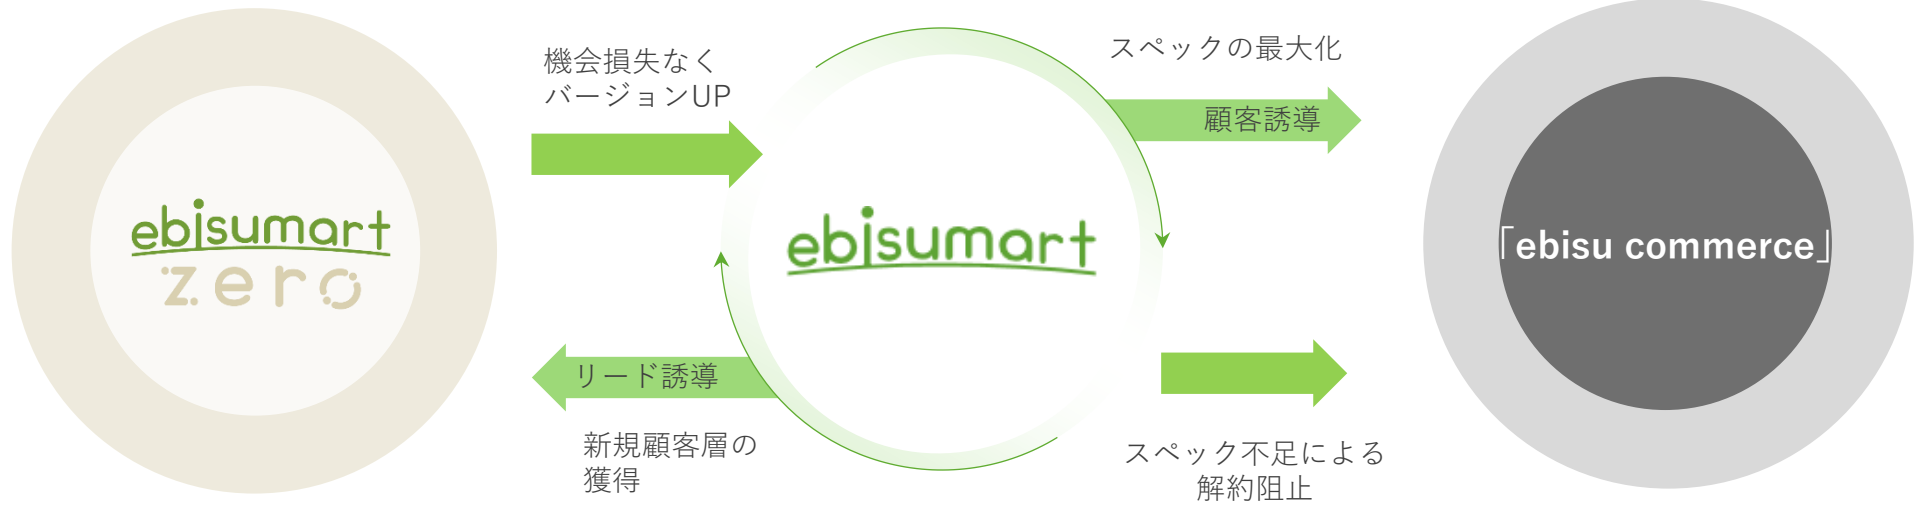 機会損失なく
バージョンUP
スペックの最大化
顧客誘導
ebisumart
zero
ebisumart
「ebisu commerce」
リード誘導
新規顧客層の
獲得
スペック不足による
解約阻止